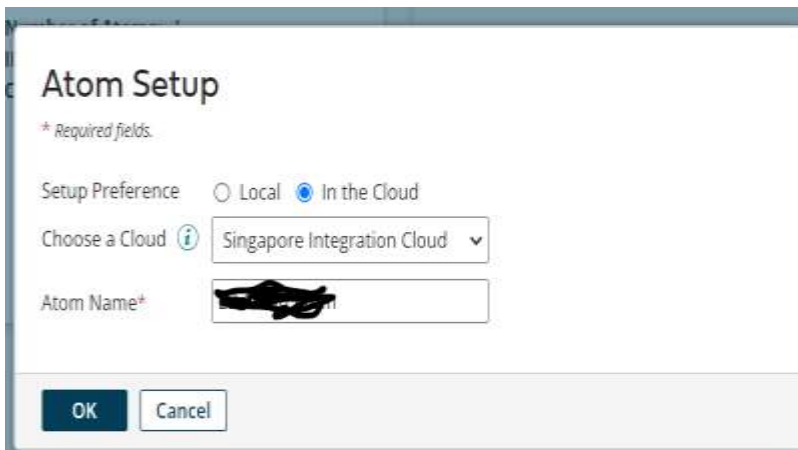 Atom Setup
* Required fields.
Setup Preference Local In the Cloud
Choose a Cloud i Singapore Integration Cloud
Atom Name*
OK Cancel